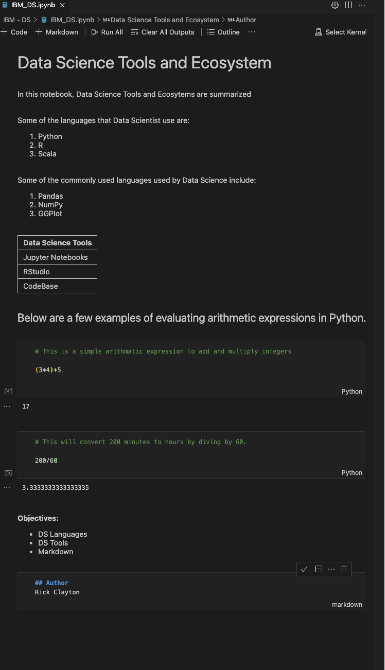 IBM_DS.ipynb
IBM - DS > IBM_DS.ipynb > M↓Data Science Tools and Ecosystem > M↓Author
+ Code + Markdown | Run All Clear All Outputs | Outline ... Select Kernel
Data Science Tools and Ecosystem
In this notebook, Data Science Tools and Ecosytems are summarized
Some of the languages that Data Scientist use are:
1. Python
2. R
3. Scala
Some of the commonly used languages used by Data Science include:
1. Pandas
2. NumPy
3. GGPlot
Data Science Tools
Jupyter Notebooks
RStudio
CodeBase
Below are a few examples of evaluating arithmetic expressions in Python.
# This is a simple arithmatic expression to add and multiply integers
(3*4)+5
[4] Python
... 17
# This will convert 200 minutes to hours by diving by 60.
200/60
[5] Python
... 3.3333333333333335
Objectives:
• DS Languages
• DS Tools
• Markdown
## Author
Rick Clayton
markdown